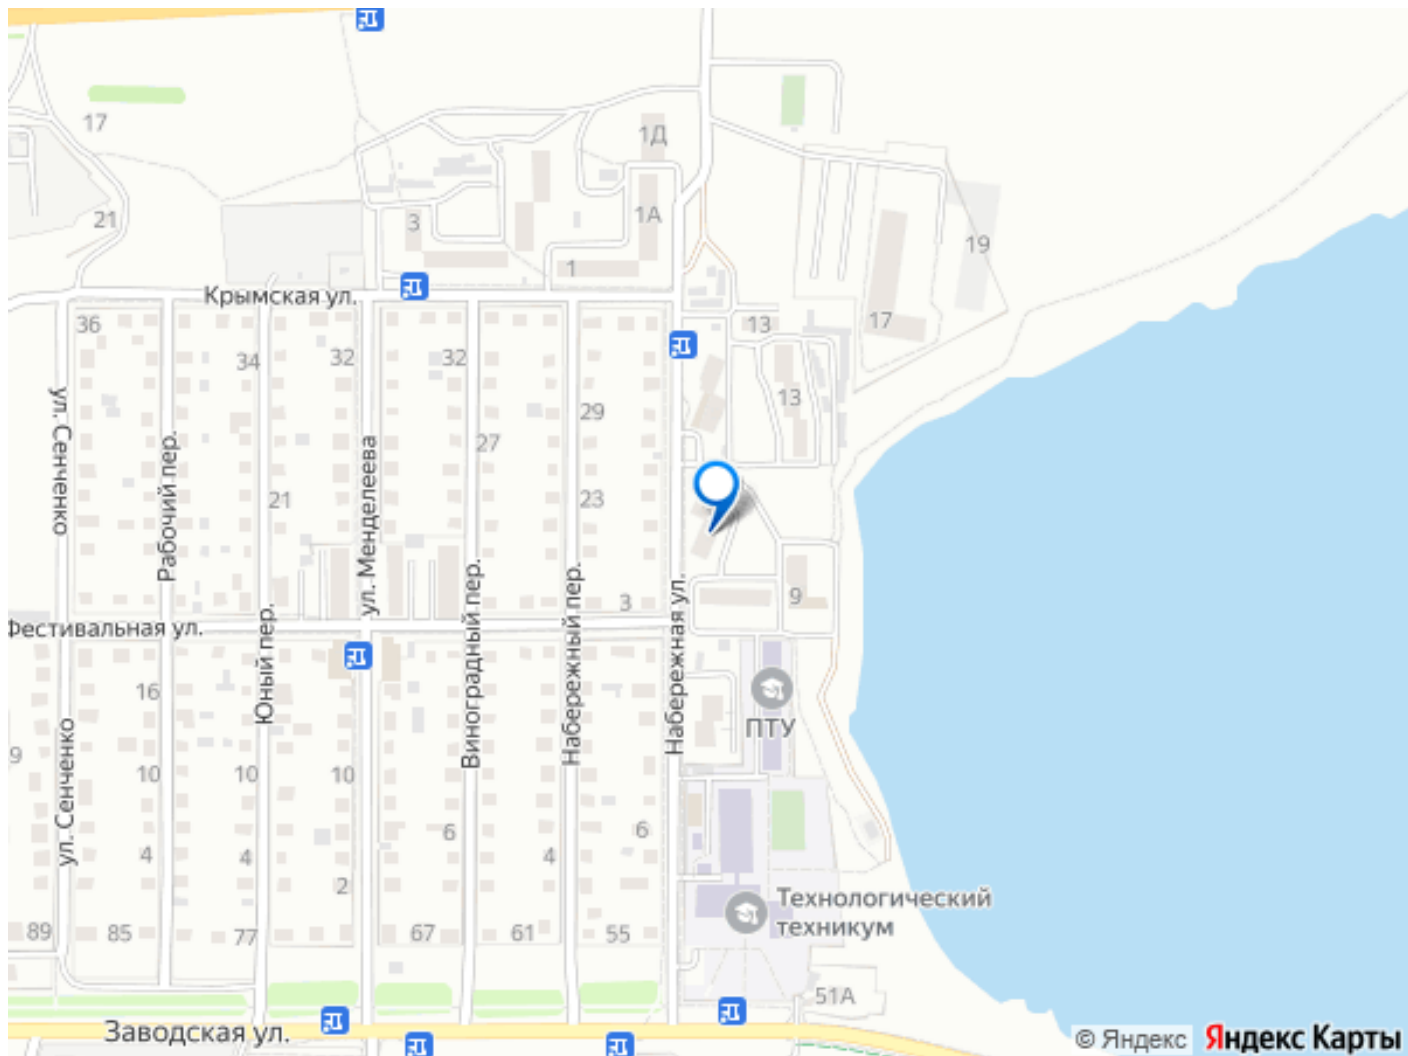 17
1Д
21
3
1А
19
1
Крымская ул.
36
13
17
34
32
32
13
29
ул. Сенченко
Рабочий пер.
ул. Менделеева
27
21
23
Виноградный пер.
Набережный пер.
Набережная ул.
Юный пер.
3
9
Фестивальная ул.
16
ПТУ
ул. Сенченко
9
10
10
10
6
6
4
4
4
2
Технологический
техникум
89
85
77
67
61
55
51А
Заводская ул.
© Яндекс Яндекс Карты